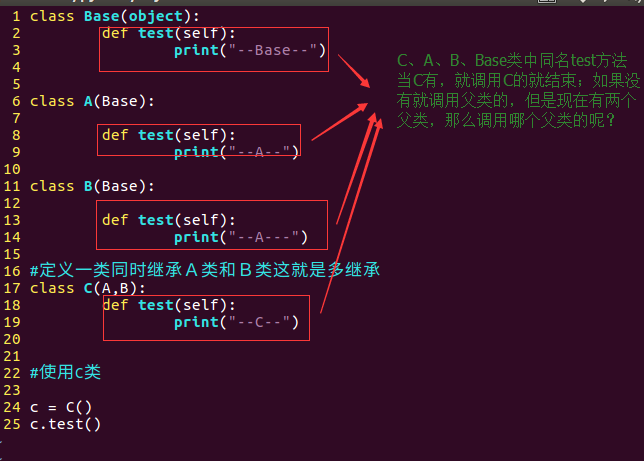 1 class Base(object):
2 def test(self):
3 print("--Base--")
4
5
6 class A(Base):
7
8 def test(self):
9 print("--A--")
10
11 class B(Base):
12
13 def test(self):
14 print("--A---")
15
16 #定义一类同时继承A类和B类这就是多继承
17 class C(A,B):
18 def test(self):
19 print("--C--")
20
21
22 #使用C类
23
24 c = C()
25 c.test()
C、A、B、Base类中同名test方法
当C有，就调用C的就结束；如果没
有就调用父类的，但是现在有两个
父类，那么调用哪个父类的呢？